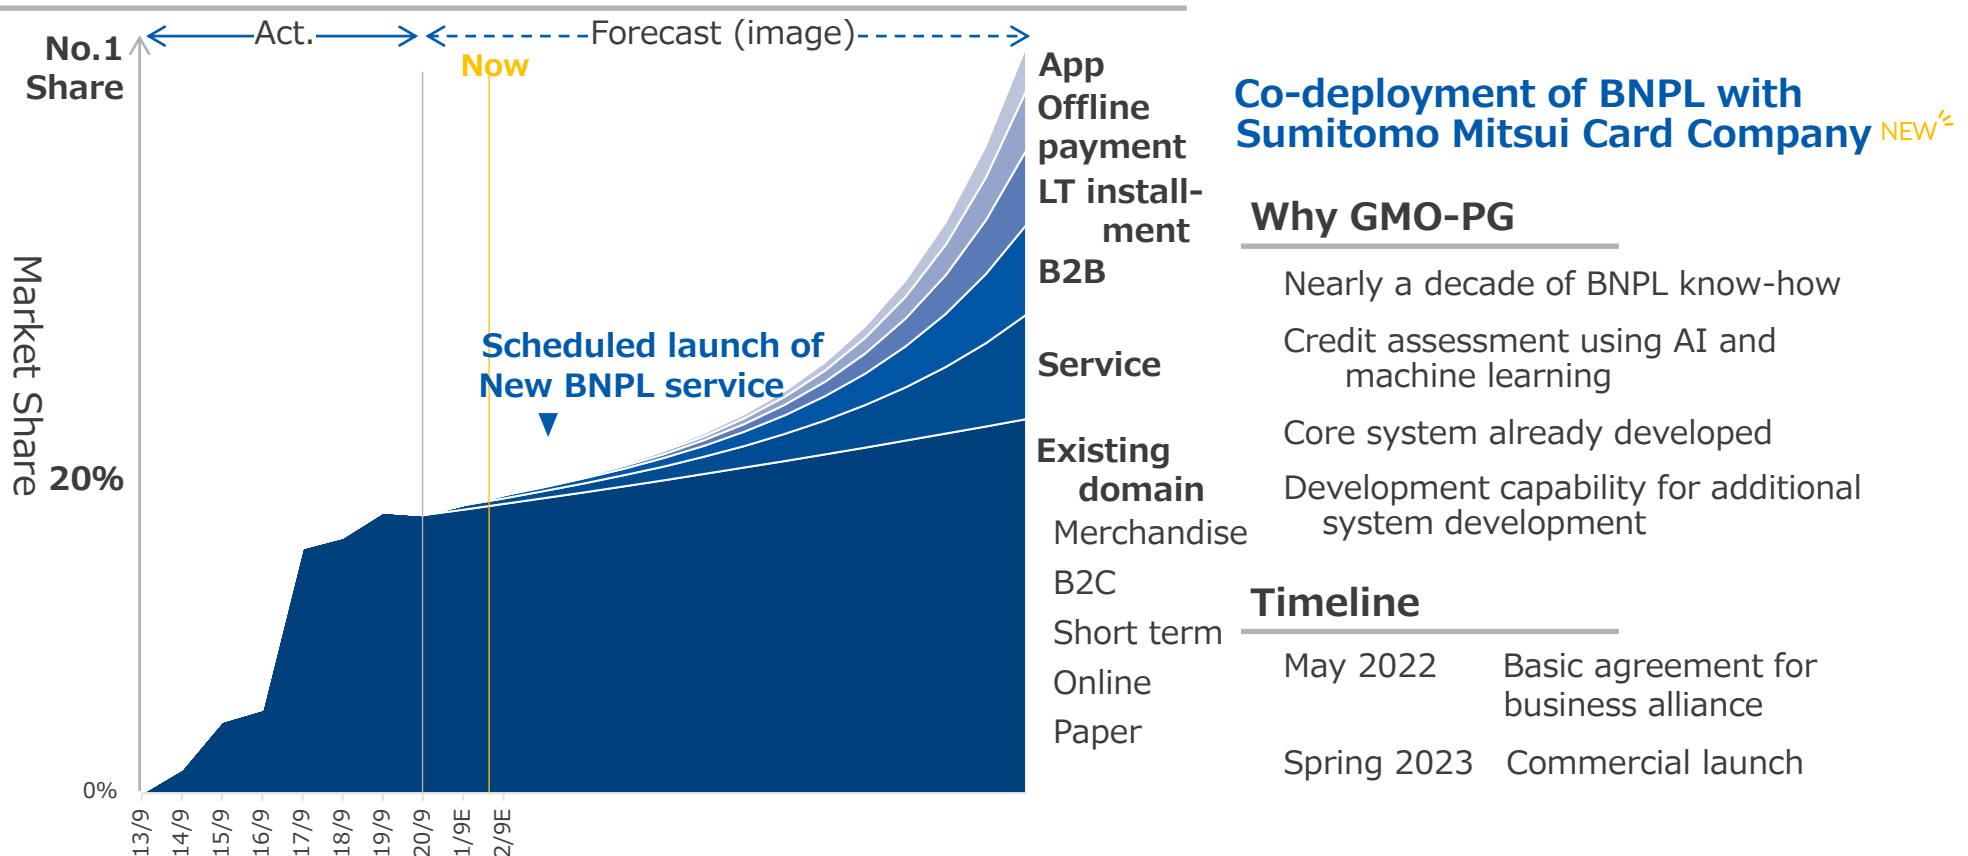 Act.
Forecast (image)
No.1
Share
Now
Market Share
20%
0%
Scheduled launch of
New BNPL service
13/9
14/9
15/9
16/9
17/9
18/9
19/9
20/9
1/9E
2/9E
App
Offline
payment
LT install-
ment
B2B
Service
Existing
domain
Merchandise
B2C
Short term
Online
Paper
Co-deployment of BNPL with
Sumitomo Mitsui Card Company NEW
Why GMO-PG
Nearly a decade of BNPL know-how
Credit assessment using AI and
machine learning
Core system already developed
Development capability for additional
system development
Timeline
May 2022 Basic agreement for
business alliance
Spring 2023 Commercial launch